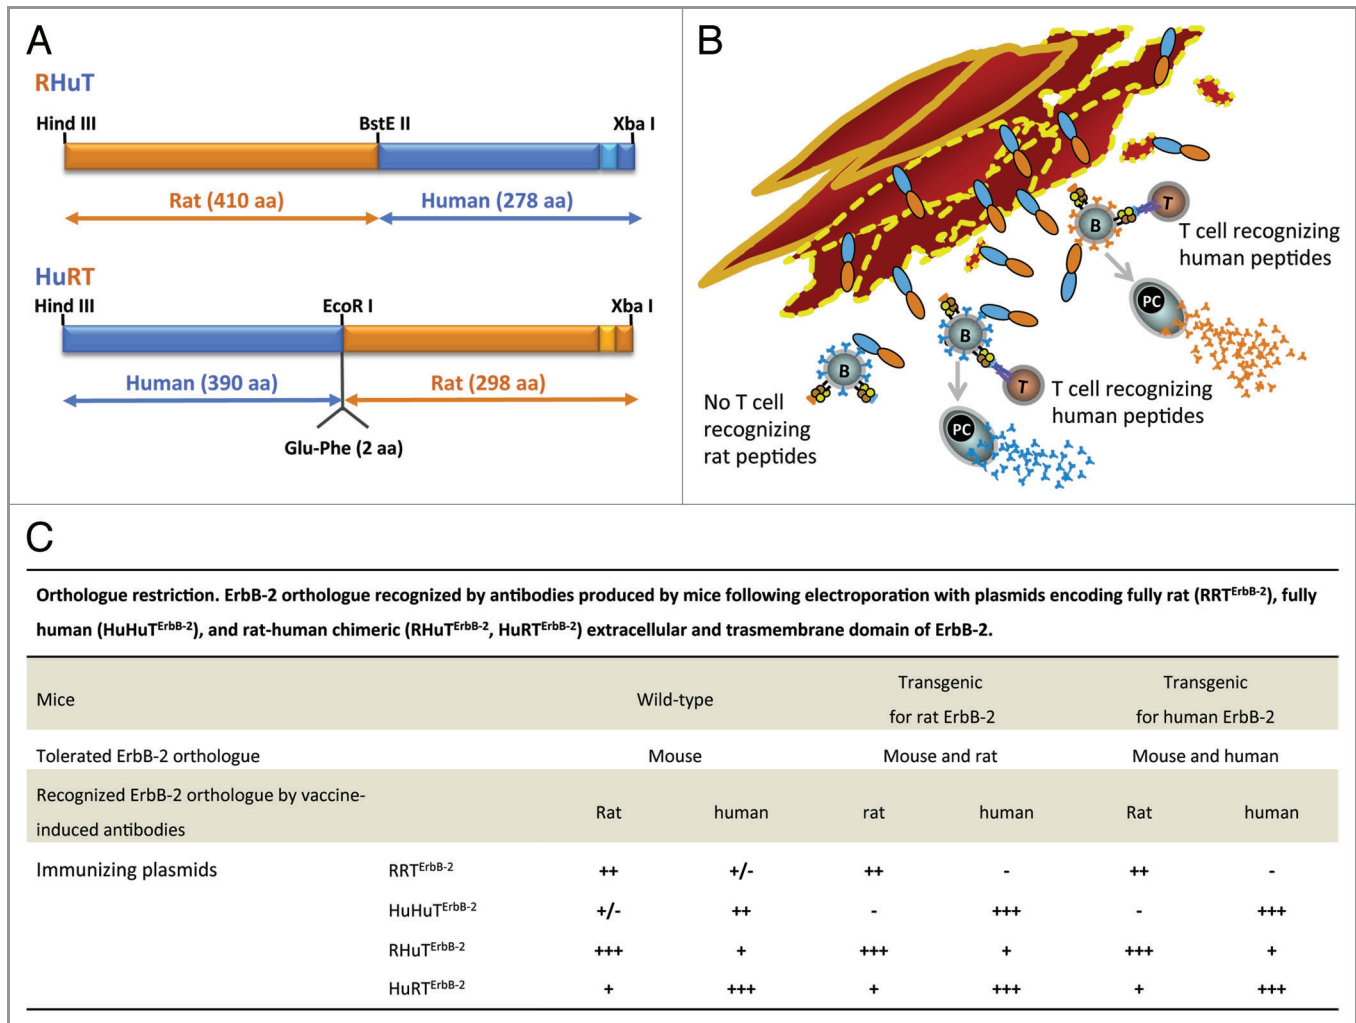 A
RHuT
Hind III BstE II Xba I
Rat (410 aa) Human (278 aa)
HuRT
Hind III EcoR I Xba I
Human (390 aa) Rat (298 aa)
Glu-Phe (2 aa)
B
T
B
T cell recognizing
human peptides
PC
B
B
T
No T cell
recognizing
rat peptides
T cell recognizing
human peptides
PC
C
Orthologue restriction. ErbB-2 orthologue recognized by antibodies produced by mice following electroporation with plasmids encoding fully rat (RRT^ErbB-2), fully
human (HuHuT^ErbB-2), and rat-human chimeric (RHuT^ErbB-2, HuRT^ErbB-2) extracellular and trasmembrane domain of ErbB-2.
Mice Wild-type Transgenic for rat ErbB-2 Transgenic for human ErbB-2
Tolerated ErbB-2 orthologue Mouse Mouse and rat Mouse and human
Recognized ErbB-2 orthologue by vaccine-
induced antibodies Rat human rat human Rat human
Immunizing plasmids RRT^ErbB-2 ++ +/- ++ - ++ -
HuHuT^ErbB-2 +/- ++ - +++ - +++
RHuT^ErbB-2 +++ + +++ + +++ +
HuRT^ErbB-2 + +++ + +++ + +++